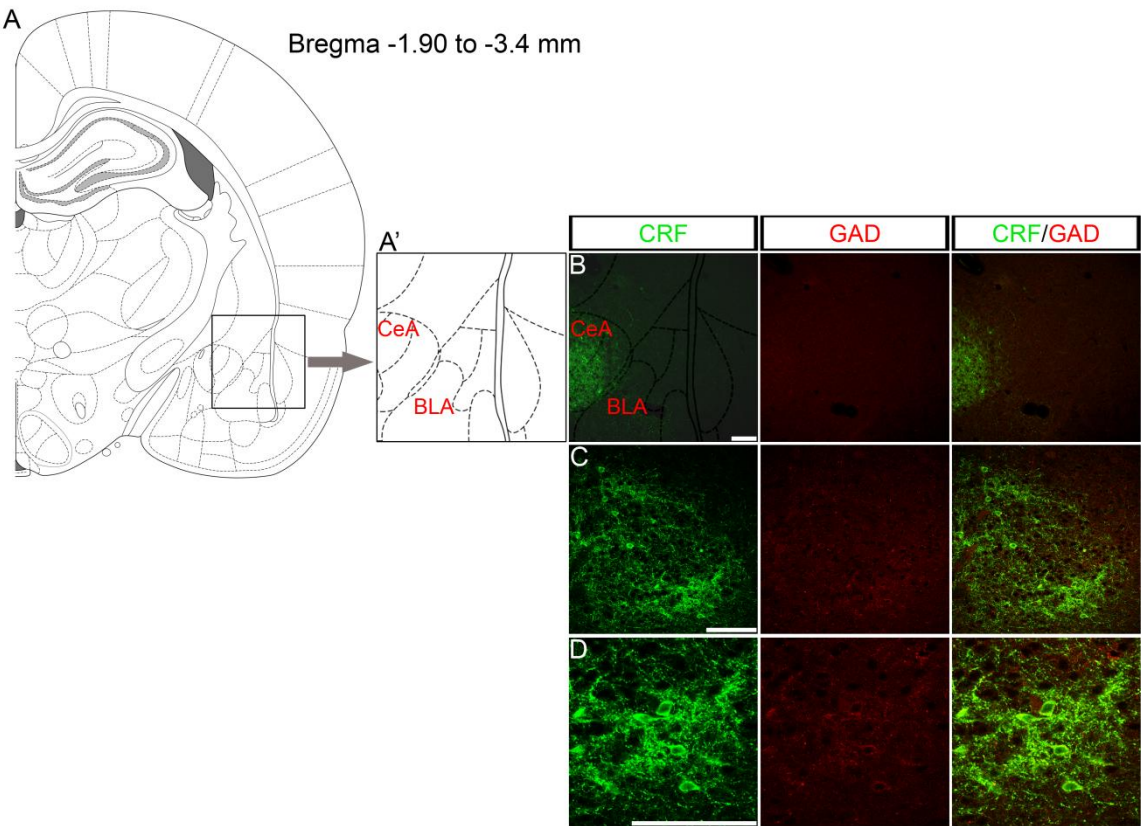 A
Bregma -1.90 to -3.4 mm
A'
CeA
BLA
CRF
GAD
CRF/GAD
B
CeA
BLA
C
D